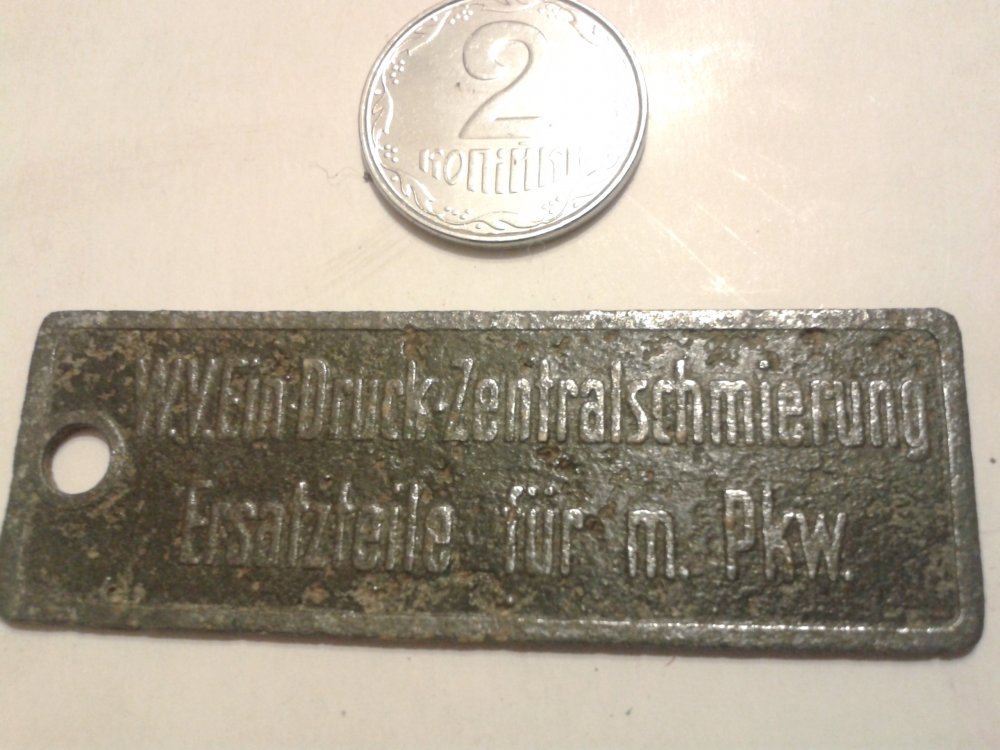 2
КОПІЙКИ
W.V.Ein-Druck-Zentralschmierung
Ersatzteile für m. Pkw.